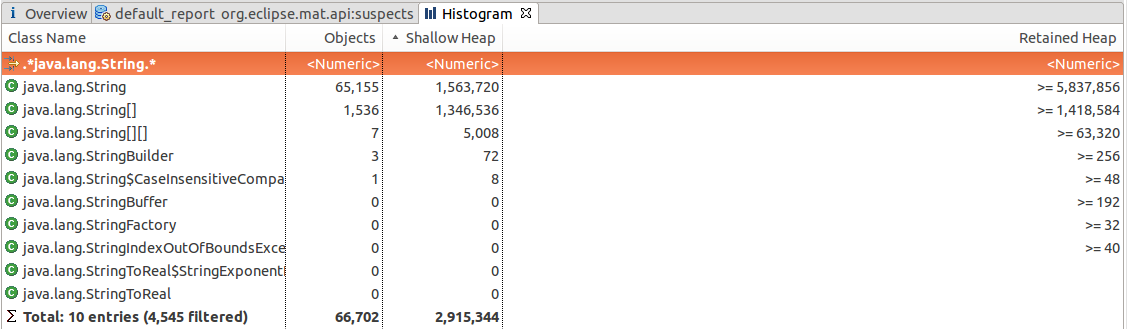 i Overview default_report org.eclipse.mat.api:suspects Histogram
Class Name Objects Shallow Heap Retained Heap
.*java.lang.String.* <Numeric> <Numeric> <Numeric>
java.lang.String 65,155 1,563,720 >= 5,837,856
java.lang.String[] 1,536 1,346,536 >= 1,418,584
java.lang.String[][] 7 5,008 >= 63,320
java.lang.StringBuilder 3 72 >= 256
java.lang.String$CaseInsensitiveCompa 1 8 >= 48
java.lang.StringBuffer 0 0 >= 192
java.lang.StringFactory 0 0 >= 32
java.lang.StringIndexOutOfBoundsExce 0 0 >= 40
java.lang.StringToReal$StringExponent 0 0
java.lang.StringToReal 0 0
Σ Total: 10 entries (4,545 filtered) 66,702 2,915,344